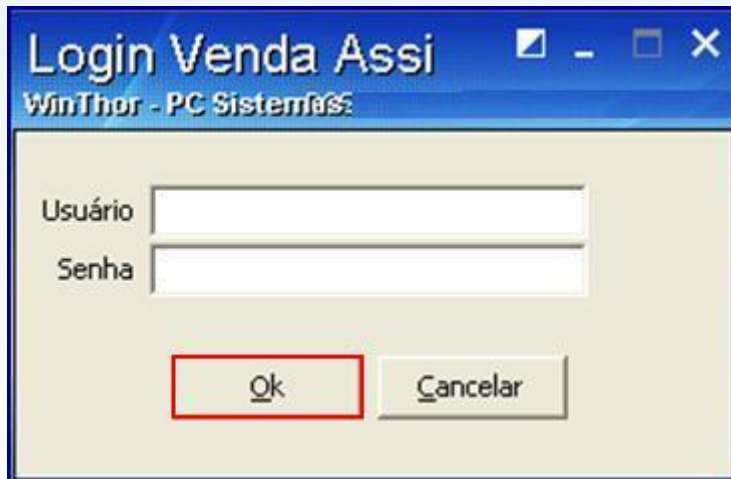 Login Venda Assi
WinThor - PC Sistemas
Usuário
Senha
Ok
Cancelar